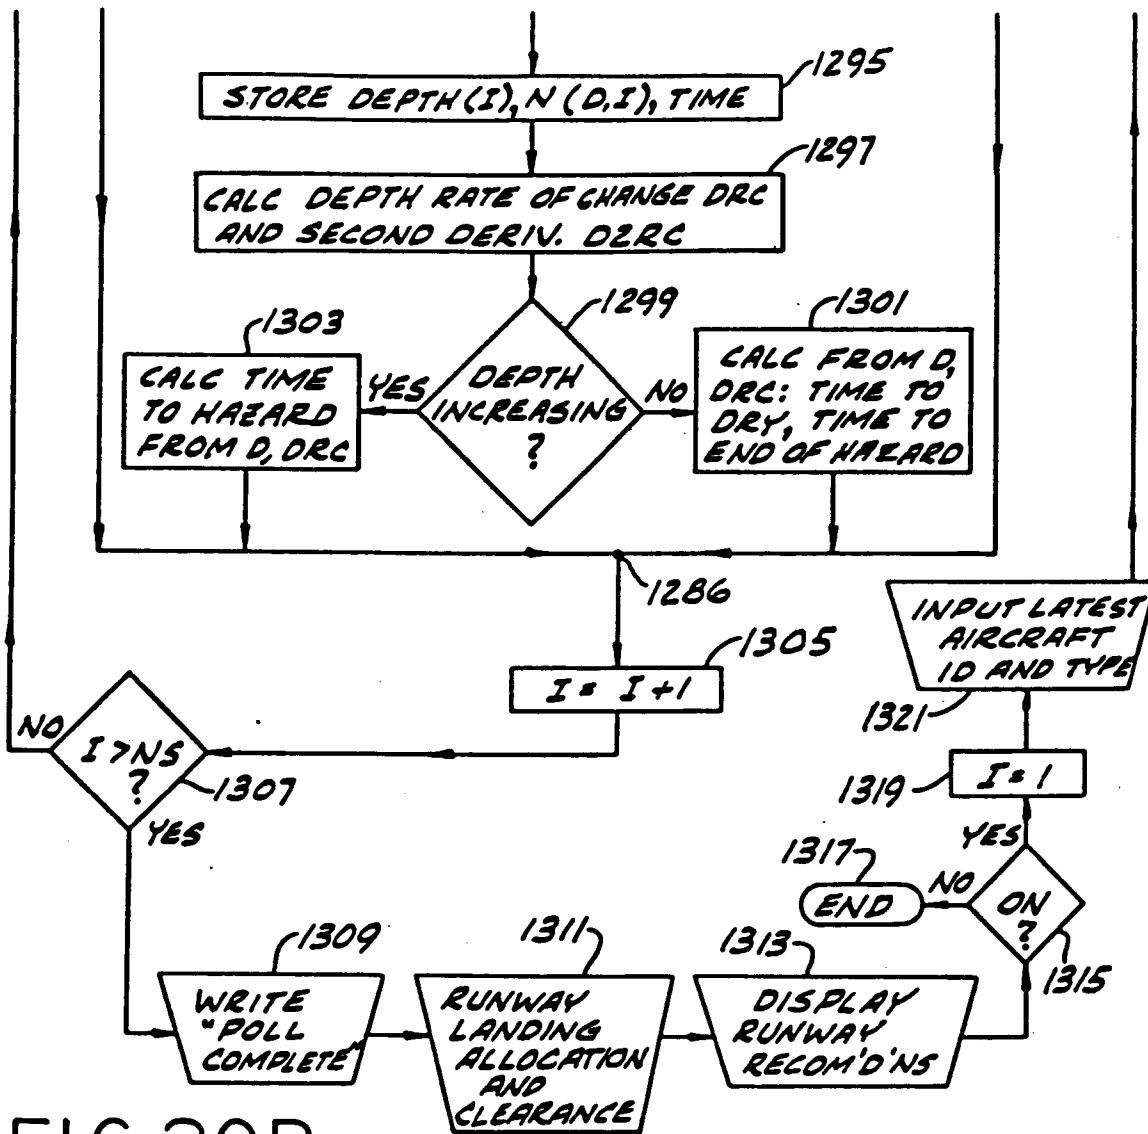 1295
STORE DEPTH(I), N(D,I), TIME
1297
CALC DEPTH RATE OF CHANGE DRC
AND SECOND DERIV. D2RC
1299
1303
1301
CALC TIME
TO HAZARD
FROM D, DRC
YES
DEPTH
INCREASING
?
NO
CALC FROM D,
DRC: TIME TO
DRY, TIME TO
END OF HAZARD
1286
INPUT LATEST
AIRCRAFT
ID AND TYPE
1321
1305
I = I +1
NO
I >NS
?
1307
YES
1319
I = 1
YES
1317
END
NO
ON
?
1315
1309
WRITE
"POLL
COMPLETE"
1311
RUNWAY
LANDING
ALLOCATION
AND
CLEARANCE
1313
DISPLAY
RUNWAY
RECOM'D'NS